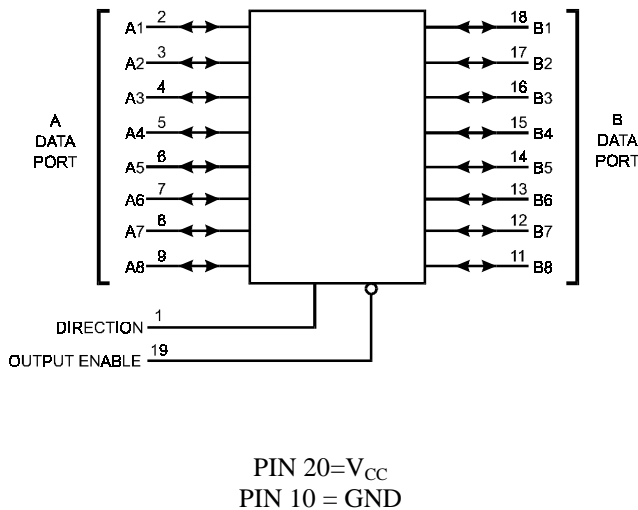 A1 2
A2 3
A3 4
A4 5
A5 6
A6 7
A7 8
A8 9
A
DATA
PORT
18 B1
17 B2
16 B3
15 B4
14 B5
13 B6
12 B7
11 B8
B
DATA
PORT
DIRECTION 1
OUTPUT ENABLE 19
PIN 20=VCC
PIN 10 = GND